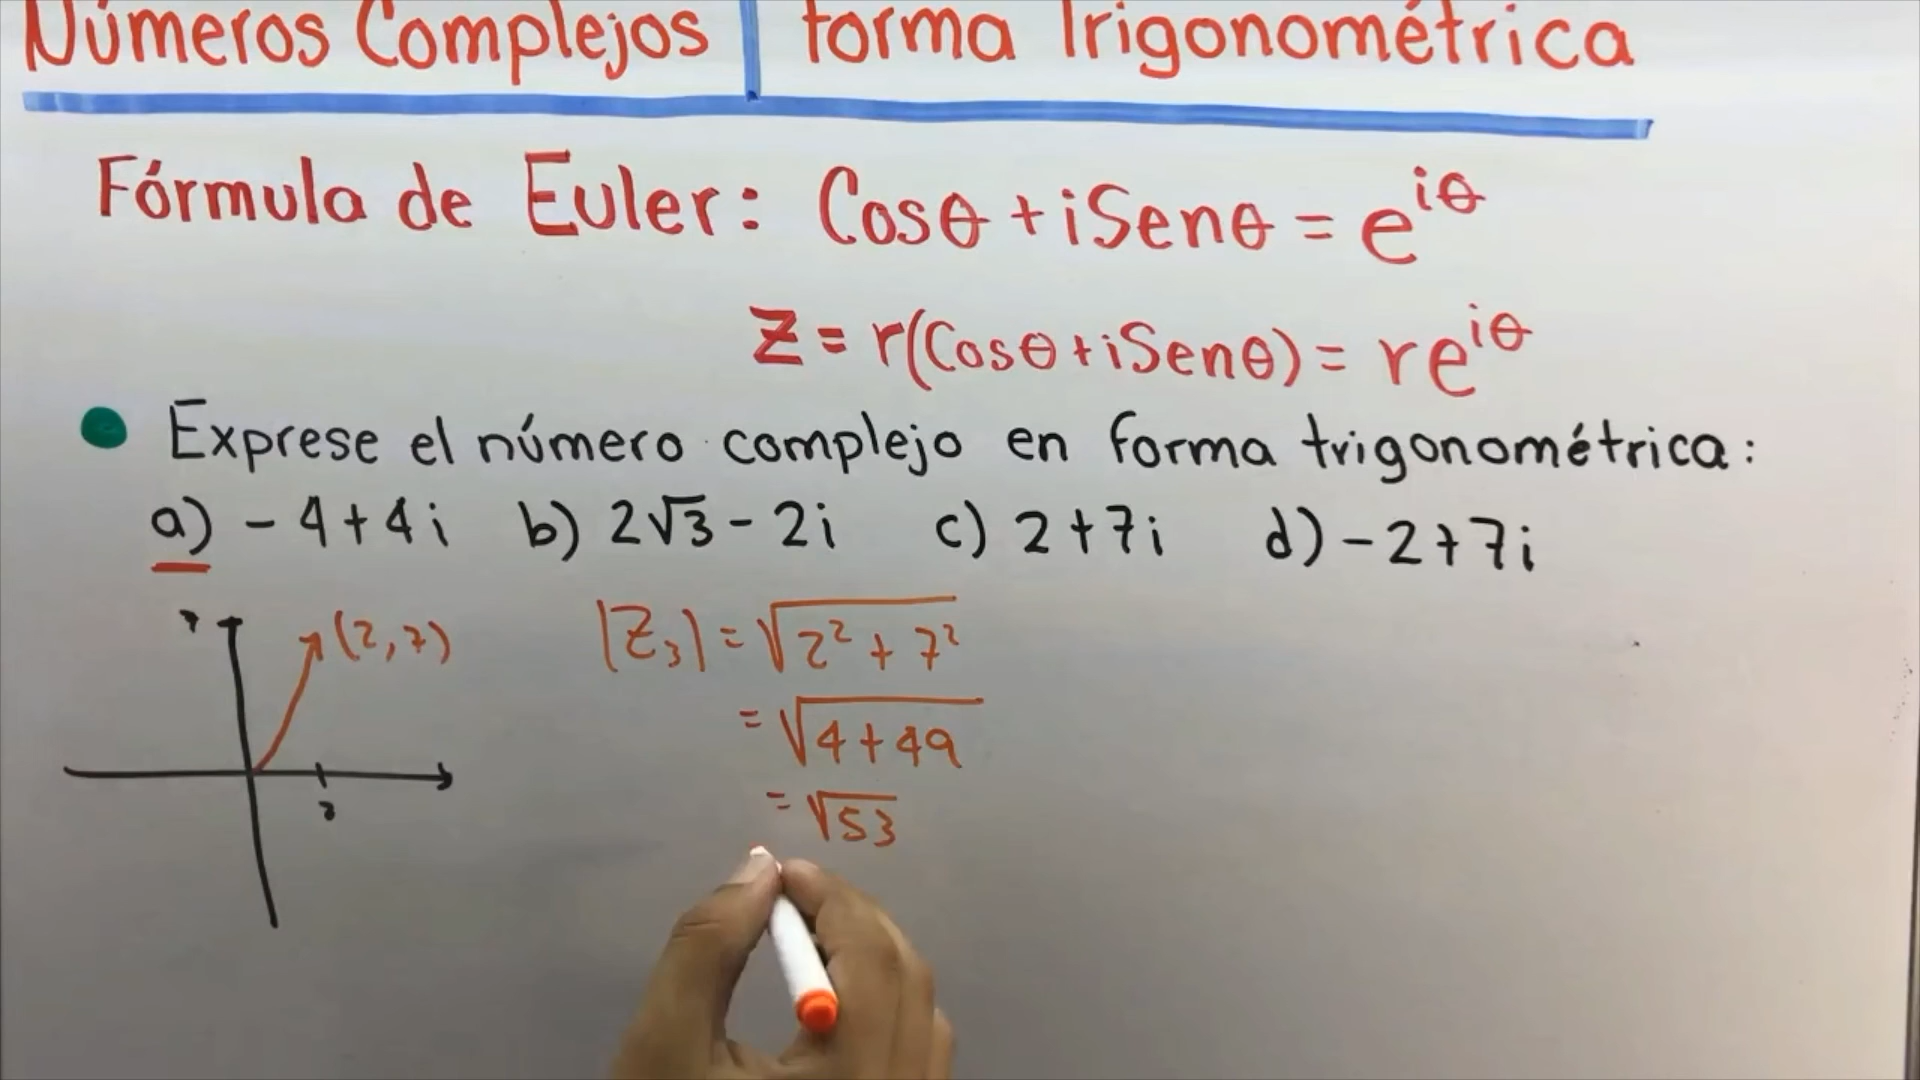 Números Complejos | forma Trigonométrica
Fórmula de Euler: Cosθ + iSenθ = e^{iθ}
Z = r(Cosθ + iSenθ) = re^{iθ}
Exprese el número complejo en forma trigonométrica:
a) -4+4i b) 2√3-2i c) 2+7i d) -2+7i
7
(2,7)
2
|Z₃| = √2²+7²
= √4+49
= √53